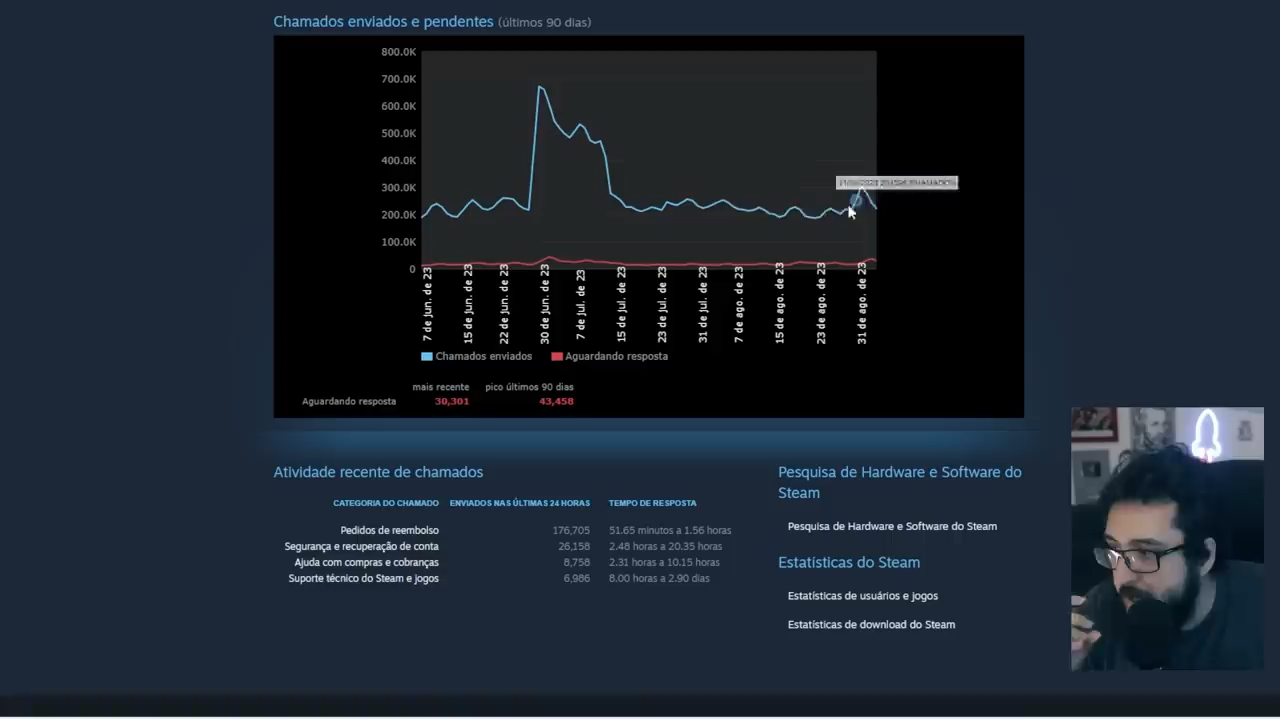 Chamados enviados e pendentes (últimos 90 dias)
800.0K
700.0K
600.0K
500.0K
400.0K
300.0K
200.0K
100.0K
0
7 de jun. de 23
15 de jun. de 23
22 de jun. de 23
30 de jun. de 23
7 de jul. de 23
15 de jul. de 23
23 de jul. de 23
31 de jul. de 23
7 de ago. de 23
15 de ago. de 23
23 de ago. de 23
31 de ago. de 23
Chamados enviados Aguardando resposta
mais recente pico últimos 90 dias
Aguardando resposta 30,301 43,458
Atividade recente de chamados
CATEGORIA DO CHAMADO ENVIADOS NAS ÚLTIMAS 24 HORAS TEMPO DE RESPOSTA
Pedidos de reembolso 176,705 51.65 minutos a 1.56 horas
Segurança e recuperação de conta 26,158 2.48 horas a 20.35 horas
Ajuda com compras e cobranças 8,758 2.31 horas a 10.15 horas
Suporte técnico do Steam e jogos 6,986 8.00 horas a 2.90 dias
Pesquisa de Hardware e Software do
Steam
Pesquisa de Hardware e Software do Steam
Estatísticas do Steam
Estatísticas de usuários e jogos
Estatísticas de download do Steam